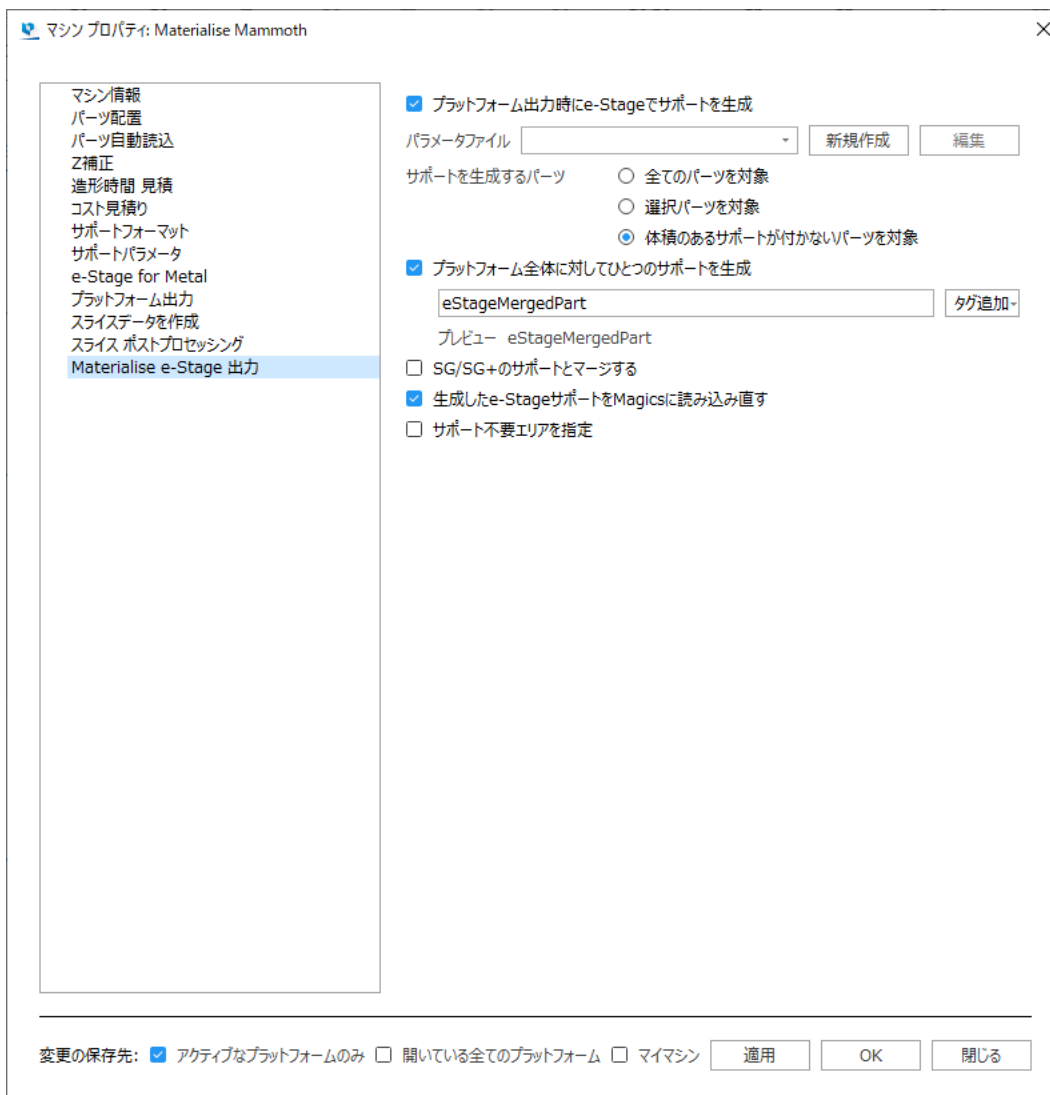 マシン プロパティ: Materialise Mammoth
マシン情報
パーツ配置
パーツ自動読込
Z補正
造形時間 見積
コスト見積り
サポートフォーマット
サポートパラメータ
e-Stage for Metal
プラットフォーム出力
スライスデータを作成
スライス ポストプロセッシング
Materialise e-Stage 出力
プラットフォーム出力時にe-Stageでサポートを生成
パラメータファイル 新規作成 編集
サポートを生成するパーツ 全てのパーツを対象
選択パーツを対象
体積のあるサポートが付かないパーツを対象
プラットフォーム全体に対してひとつのサポートを生成
eStageMergedPart タグ追加
プレビュー eStageMergedPart
SG/SG+のサポートとマージする
生成したe-StageサポートをMagicsに読み込み直す
サポート不要エリアを指定
変更の保存先: アクティブなプラットフォームのみ 開いている全てのプラットフォーム マイマシン 適用 OK 閉じる